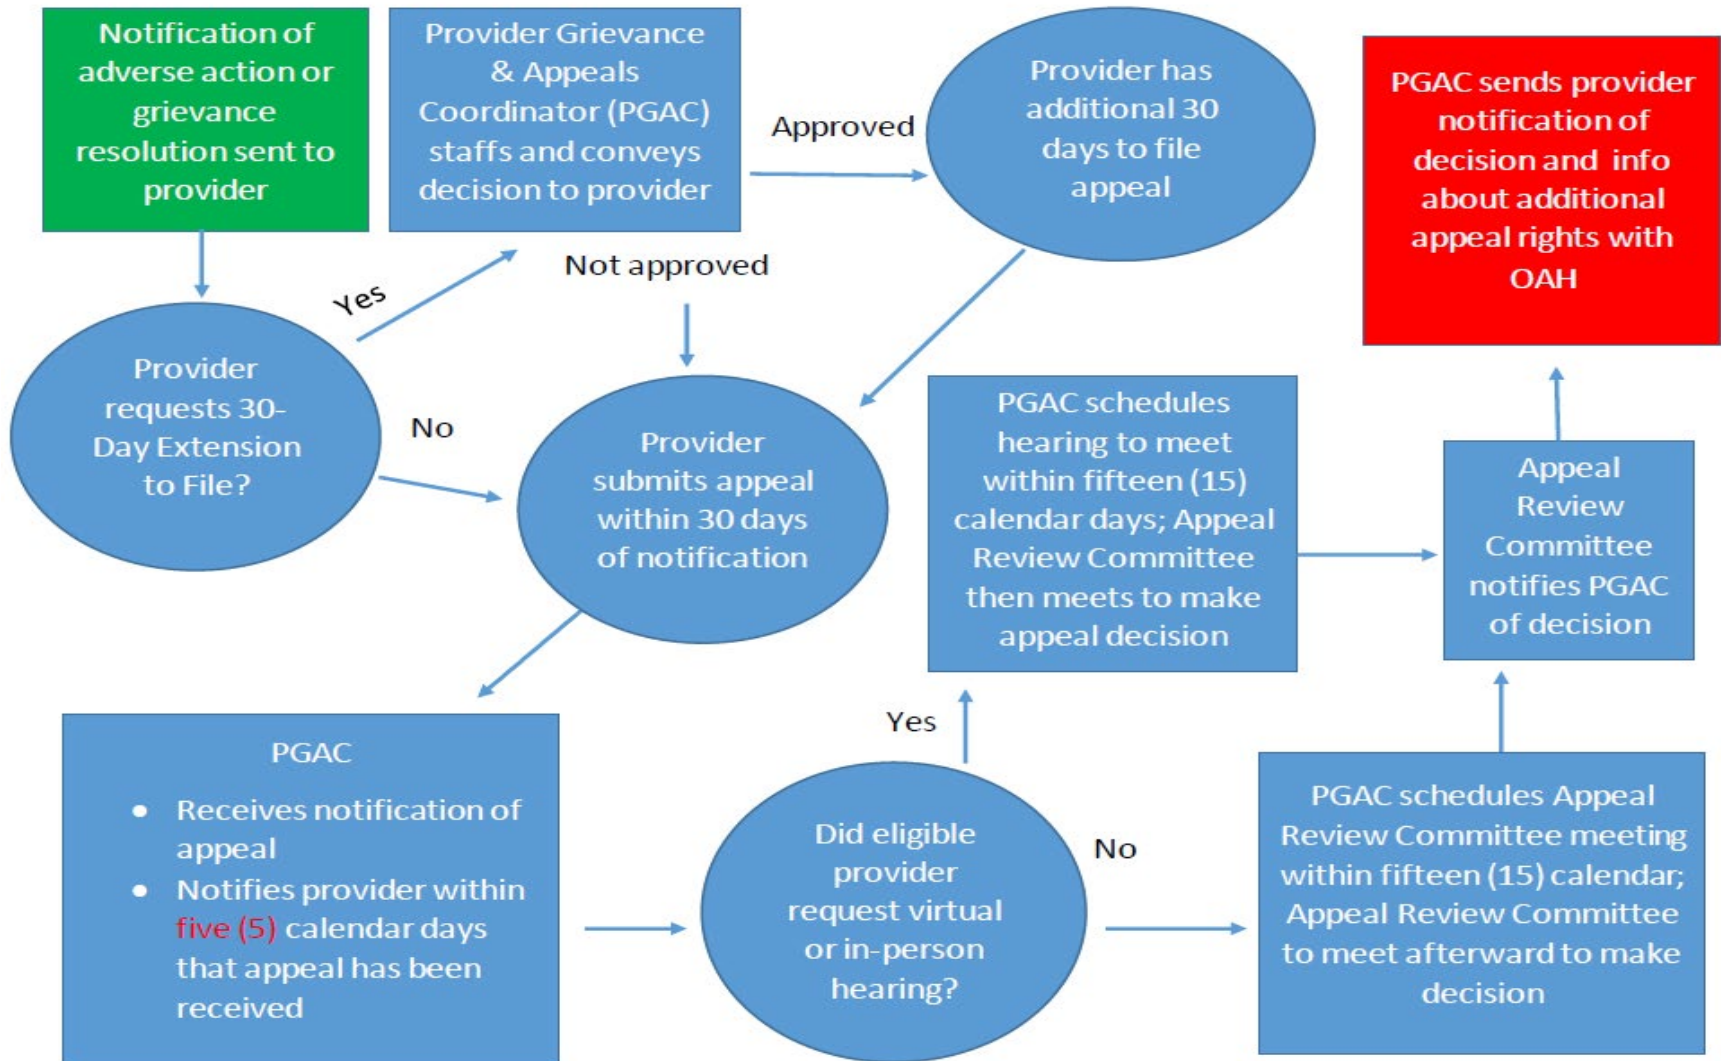 Notification of
adverse action or
grievance
resolution sent to
provider
Provider Grievance
& Appeals
Coordinator (PGAC)
staffs and conveys
decision to provider
Approved
Provider has
additional 30
days to file
appeal
PGAC sends provider
notification of
decision and info
about additional
appeal rights with
OAH
Yes
Not approved
Provider
requests 30-
Day Extension
to File?
No
Provider
submits appeal
within 30 days
of notification
PGAC schedules
hearing to meet
within fifteen (15)
calendar days; Appeal
Review Committee
then meets to make
appeal decision
Appeal
Review
Committee
notifies PGAC
of decision
PGAC
• Receives notification of
appeal
• Notifies provider within
five (5) calendar days
that appeal has been
received
Yes
Did eligible
provider
request virtual
or in-person
hearing?
No
PGAC schedules Appeal
Review Committee meeting
within fifteen (15) calendar;
Appeal Review Committee
to meet afterward to make
decision